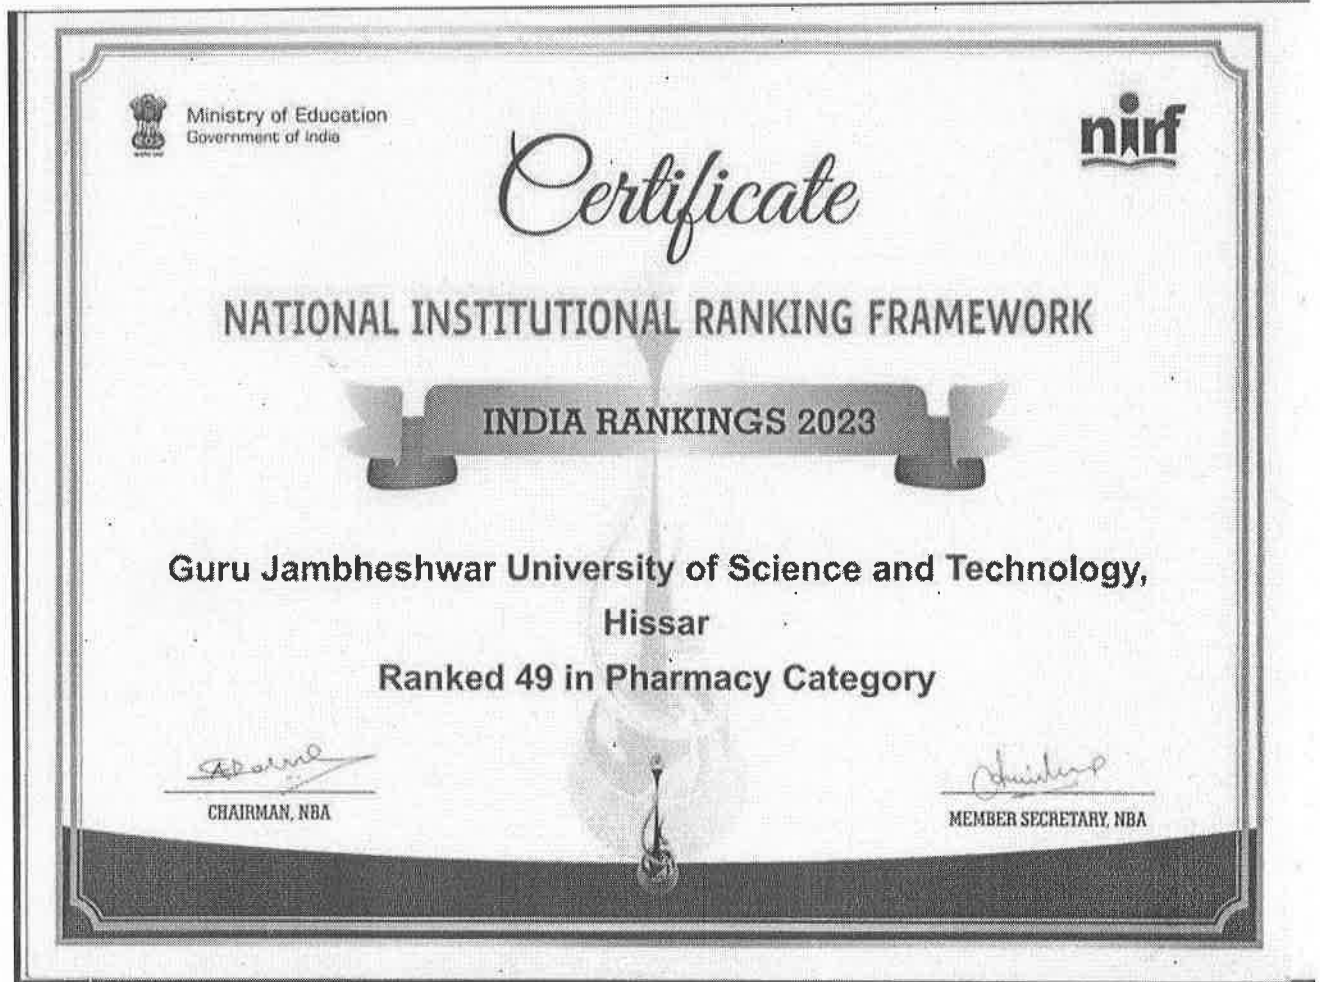 Ministry of Education
Government of India
nirf
Certificate
NATIONAL INSTITUTIONAL RANKING FRAMEWORK
INDIA RANKINGS 2023
Guru Jambheshwar University of Science and Technology,
Hissar
Ranked 49 in Pharmacy Category
CHAIRMAN, NBA
MEMBER SECRETARY, NBA